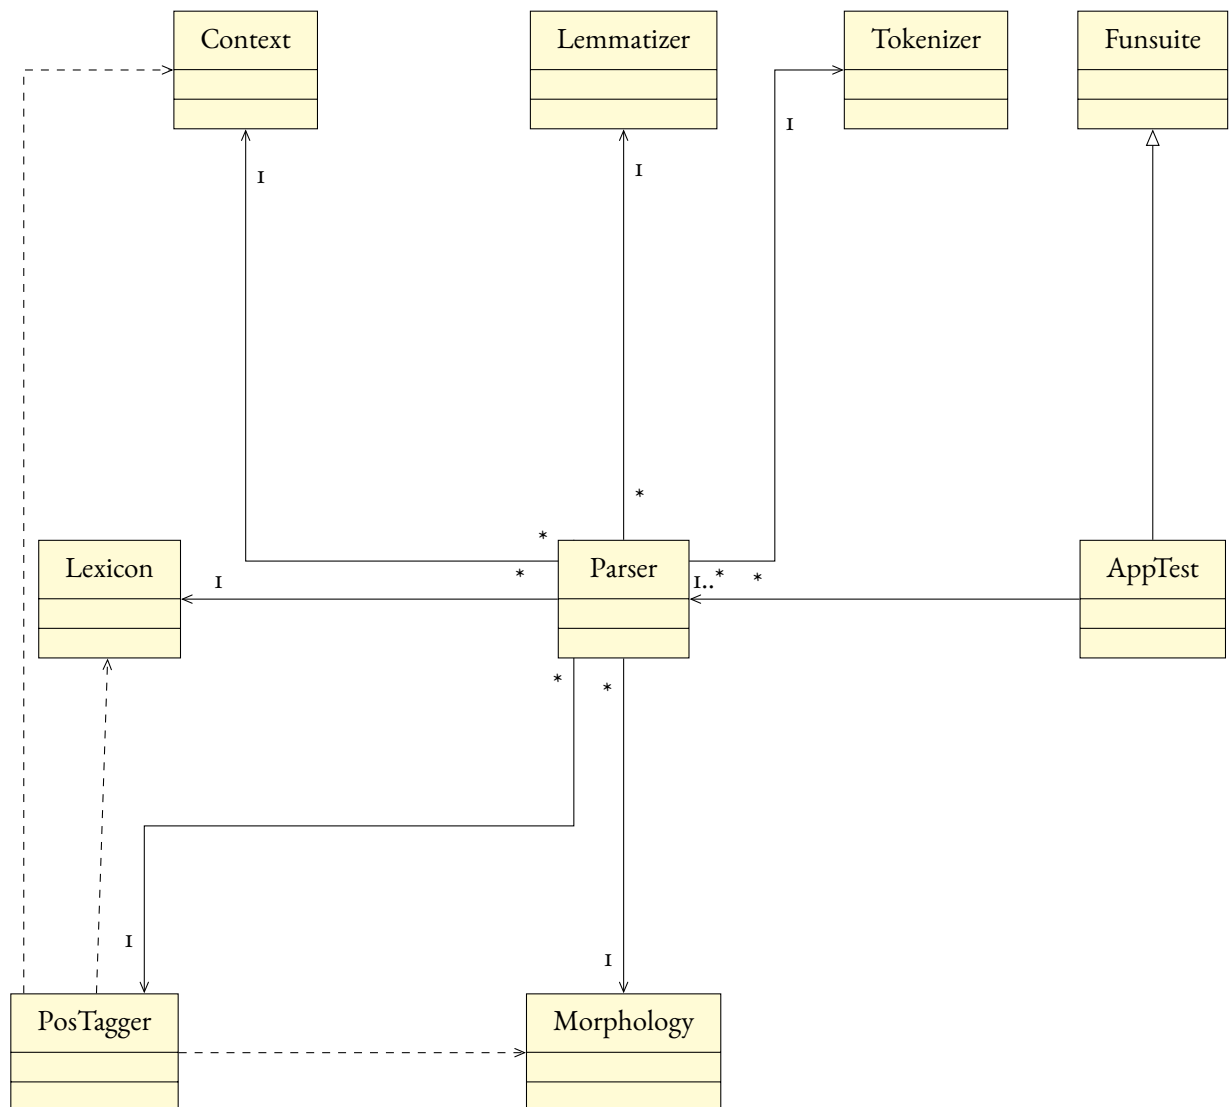 Context
Lemmatizer
Tokenizer
Funsuite
1
1
1
*
*
Lexicon
1
*
Parser
1..*
*
AppTest
*
*
1
1
PosTagger
Morphology